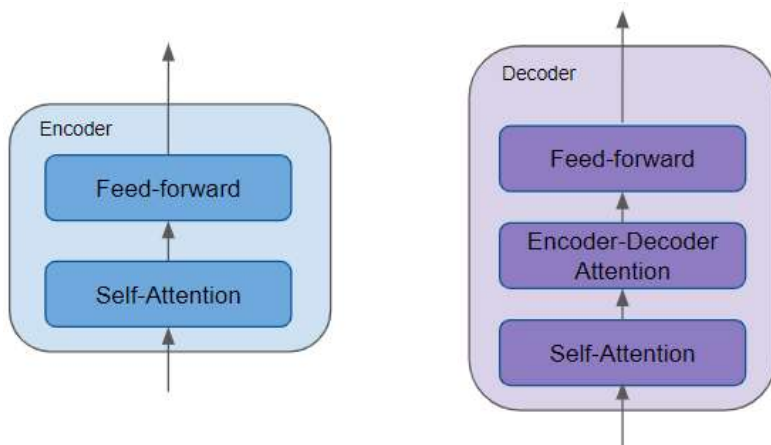 Encoder
Feed-forward
Self-Attention
Decoder
Feed-forward
Encoder-Decoder
Attention
Self-Attention